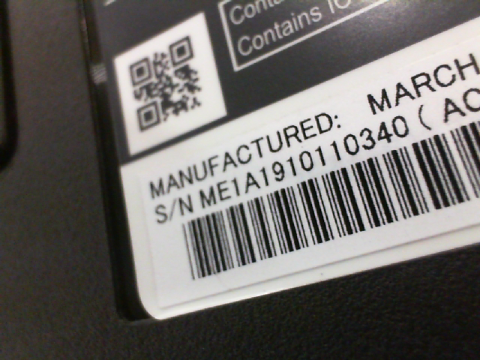 Contains IC
MANUFACTURED: MARCH
S/N ME1A1910110340 ( AC